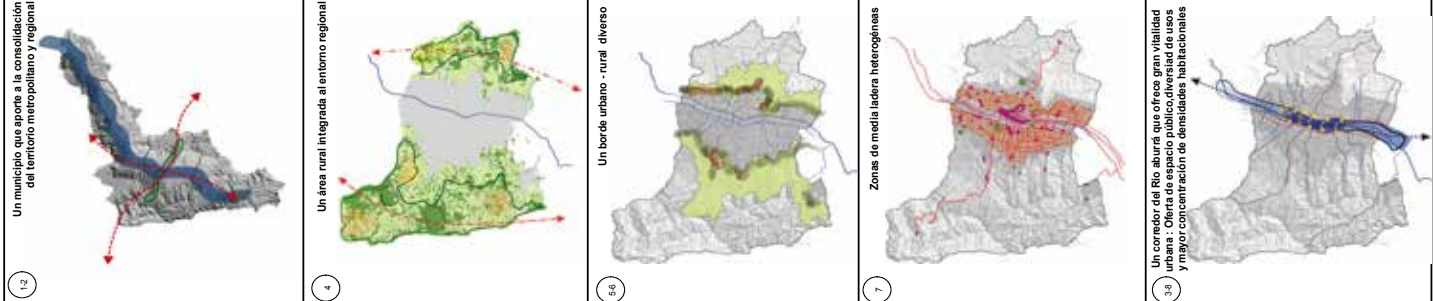 1-2
Un municipio que aporte a la consolidación
del territorio metropolitano y regional
4
Un área rural integrada al entorno regional
5-6
Un borde urbano - rural diverso
7
Zonas de media ladera heterogéneas
3-8
Un corredor del Río aburrá que ofrece gran vitalidad
urbana : Oferta de espacio público,diversiad de usos
y mayor concentración de densidades habitacionales